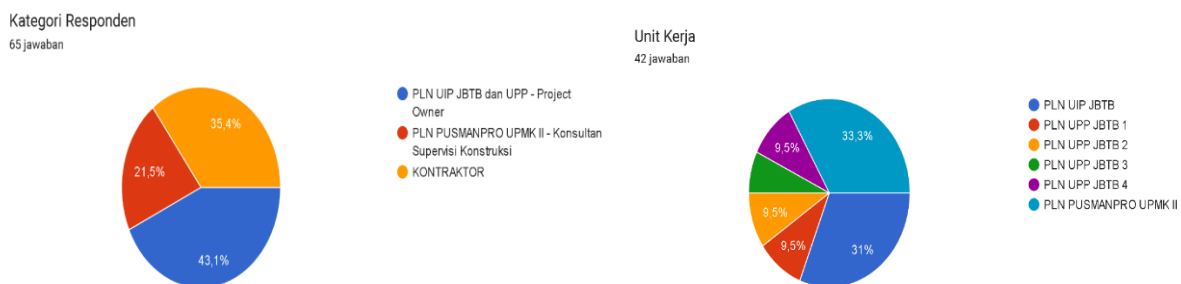 Kategori Responden
65 jawaban
35,4%
21,5%
43,1%
PLN UIP JBTB dan UPP - Project
Owner
PLN PUSMANPRO UPMK II - Konsultan
Supervisi Konstruksi
KONTRAKTOR
Unit Kerja
42 jawaban
9,5%
33,3%
9,5%
9,5%
31%
PLN UIP JBTB
PLN UPP JBTB 1
PLN UPP JBTB 2
PLN UPP JBTB 3
PLN UPP JBTB 4
PLN PUSMANPRO UPMK II